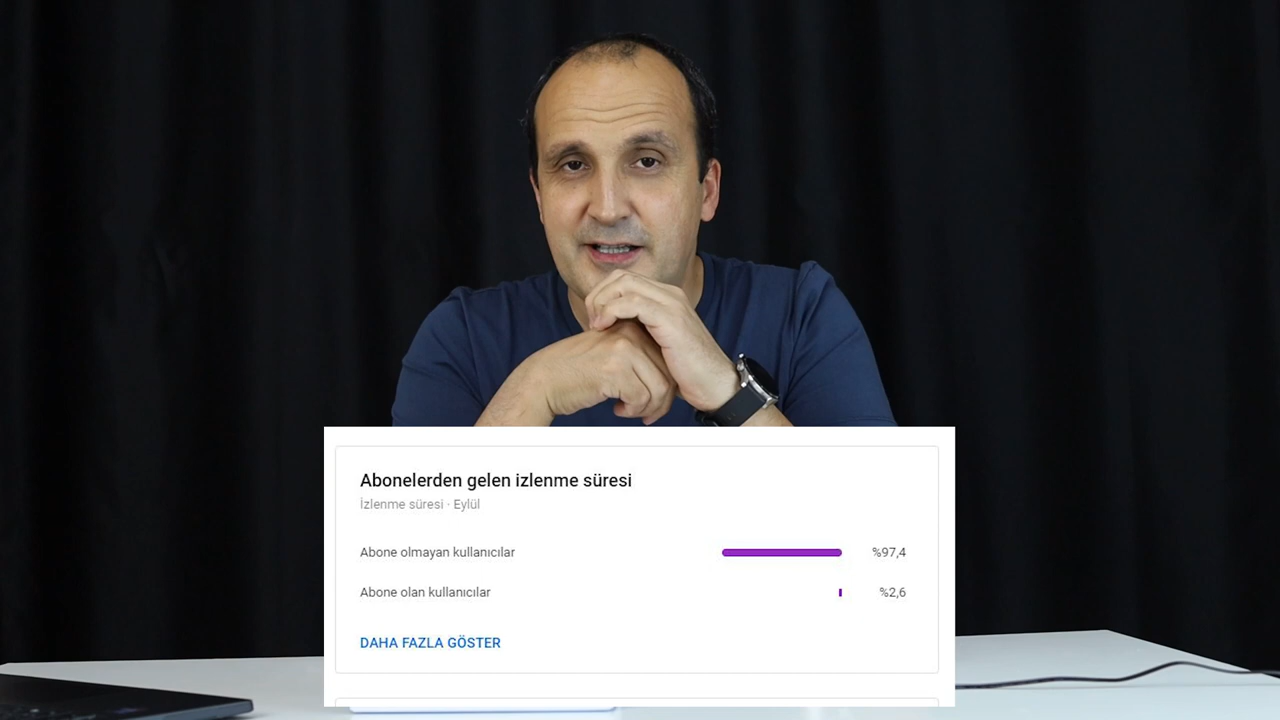 Abonelerden gelen izlenme süresi
İzlenme süresi · Eylül
Abone olmayan kullanıcılar %97,4
Abone olan kullanıcılar %2,6
DAHA FAZLA GÖSTER